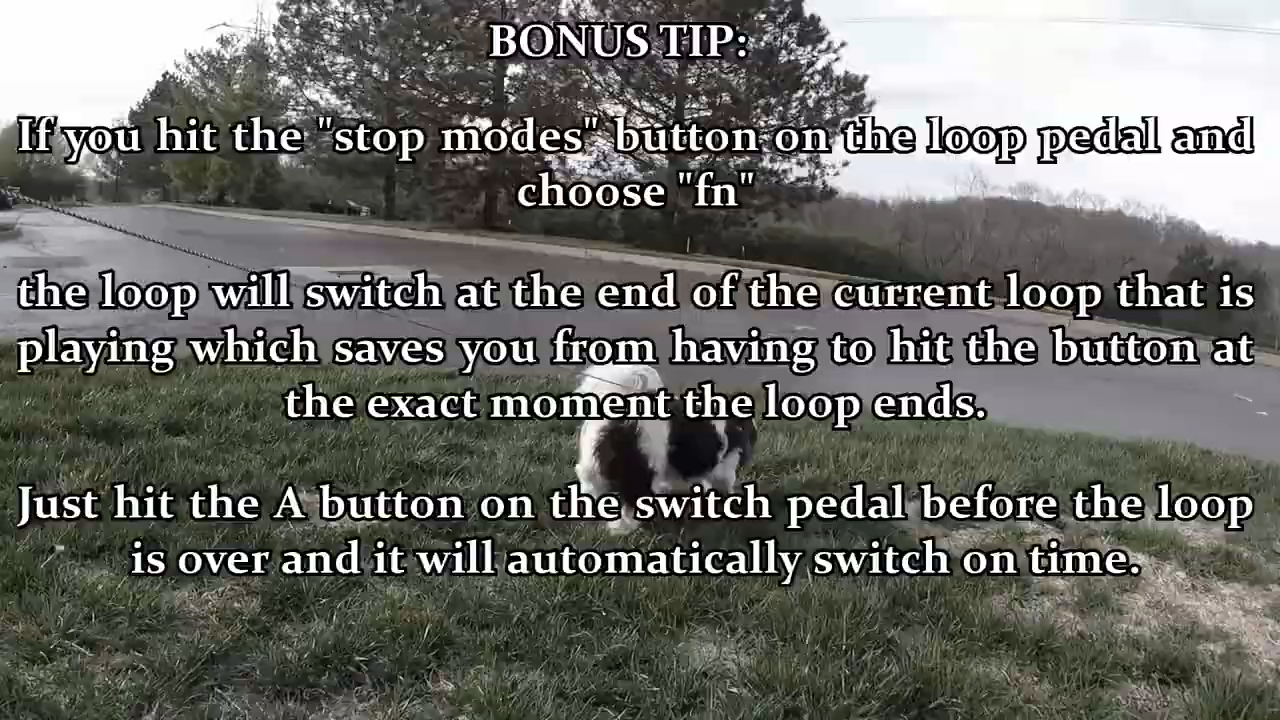 BONUS TIP:
If you hit the "stop modes" button on the loop pedal and
choose "fn"
the loop will switch at the end of the current loop that is
playing which saves you from having to hit the button at
the exact moment the loop ends.
Just hit the A button on the switch pedal before the loop
is over and it will automatically switch on time.